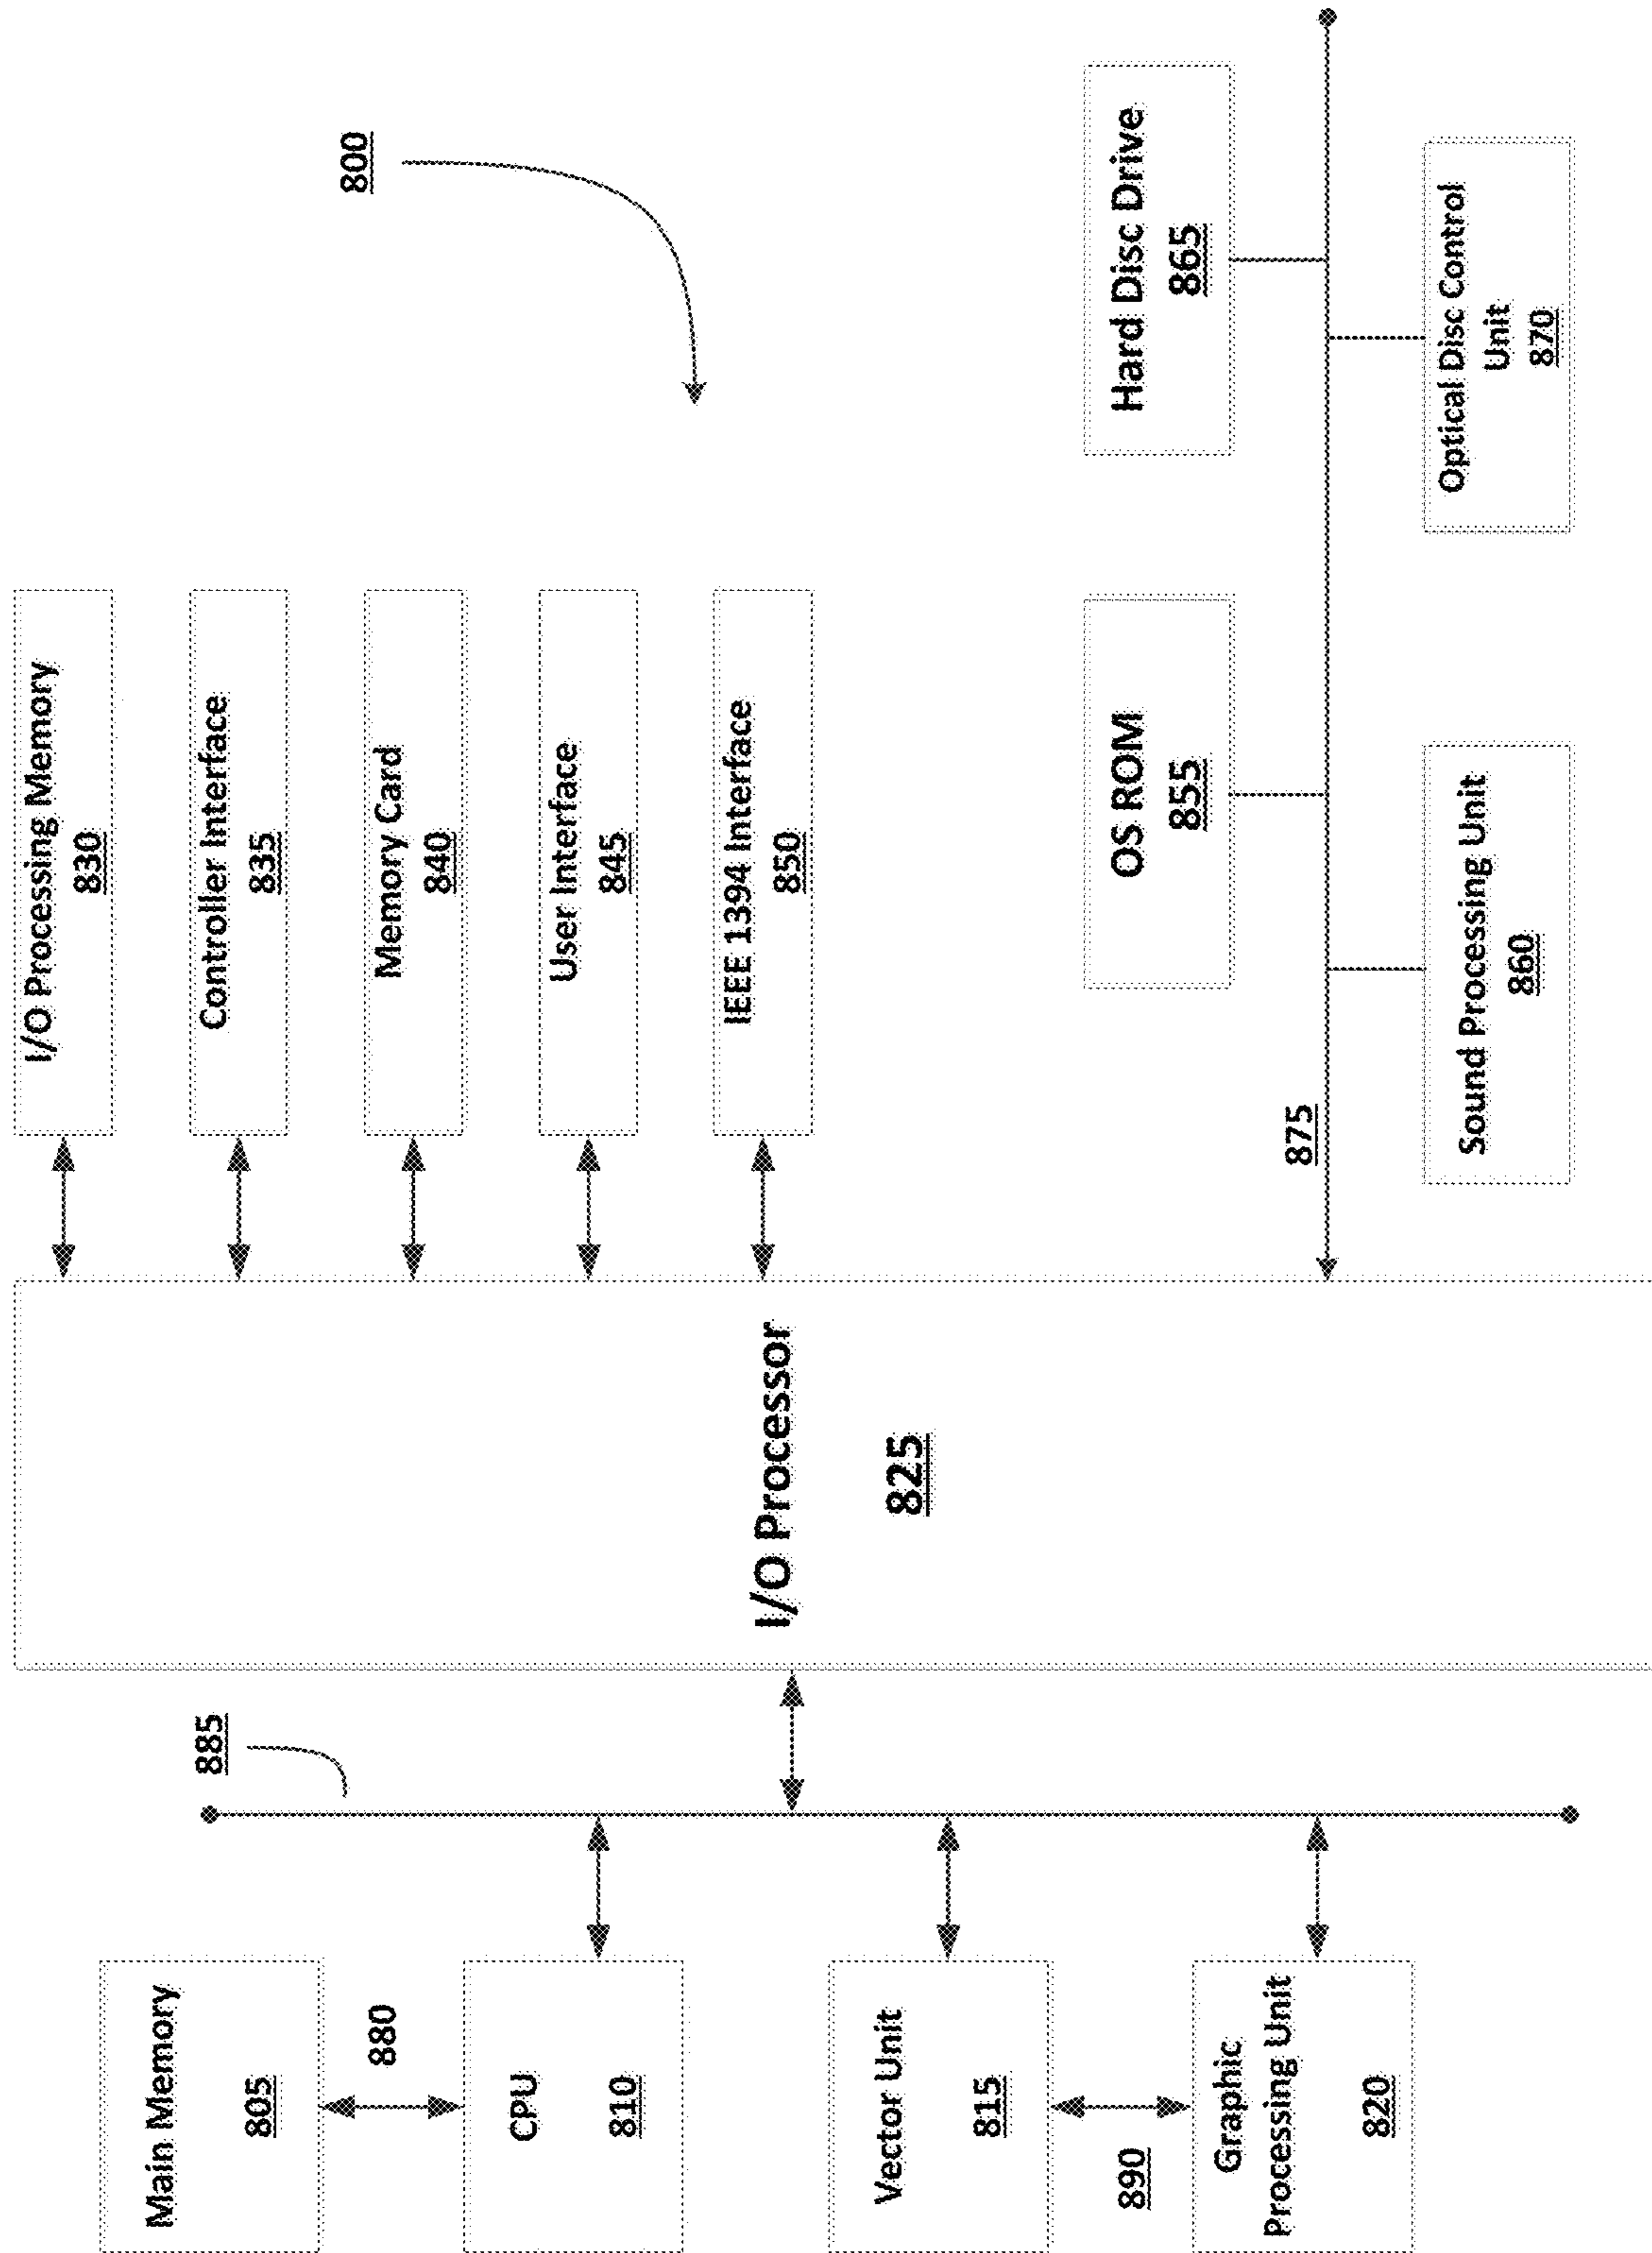 800
Main Memory
805
880
CPU
810
Vector Unit
815
890
Graphic
Processing Unit
820
885
I/O Processor
825
I/O Processing Memory
830
Controller Interface
835
Memory Card
840
User Interface
845
IEEE 1394 Interface
850
OS ROM
855
Hard Disc Drive
865
875
Sound Processing Unit
860
Optical Disc Control
Unit
870